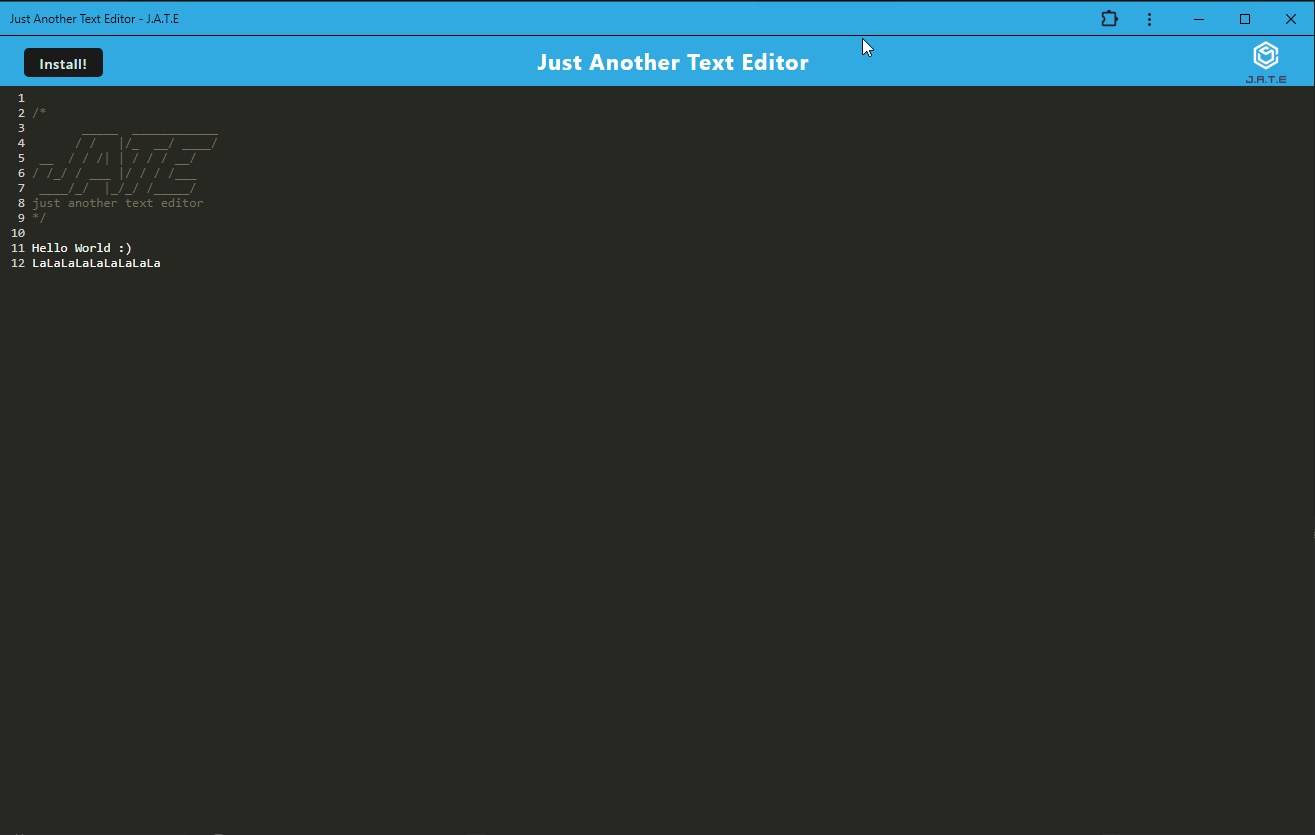 Just Another Text Editor - J.A.T.E
Install!
Just Another Text Editor
J.A.T.E
1
2 /*
3        _____  ____________
4       / /   |/_  __/ ____/
5  __  / / /| | / / / __/
6 / /_/ / ___ |/ / / /___
7  ____/_/  |_/_/ /_____/
8 just another text editor
9 */
10
11 Hello World :)
12 LaLaLaLaLaLaLaLaLa